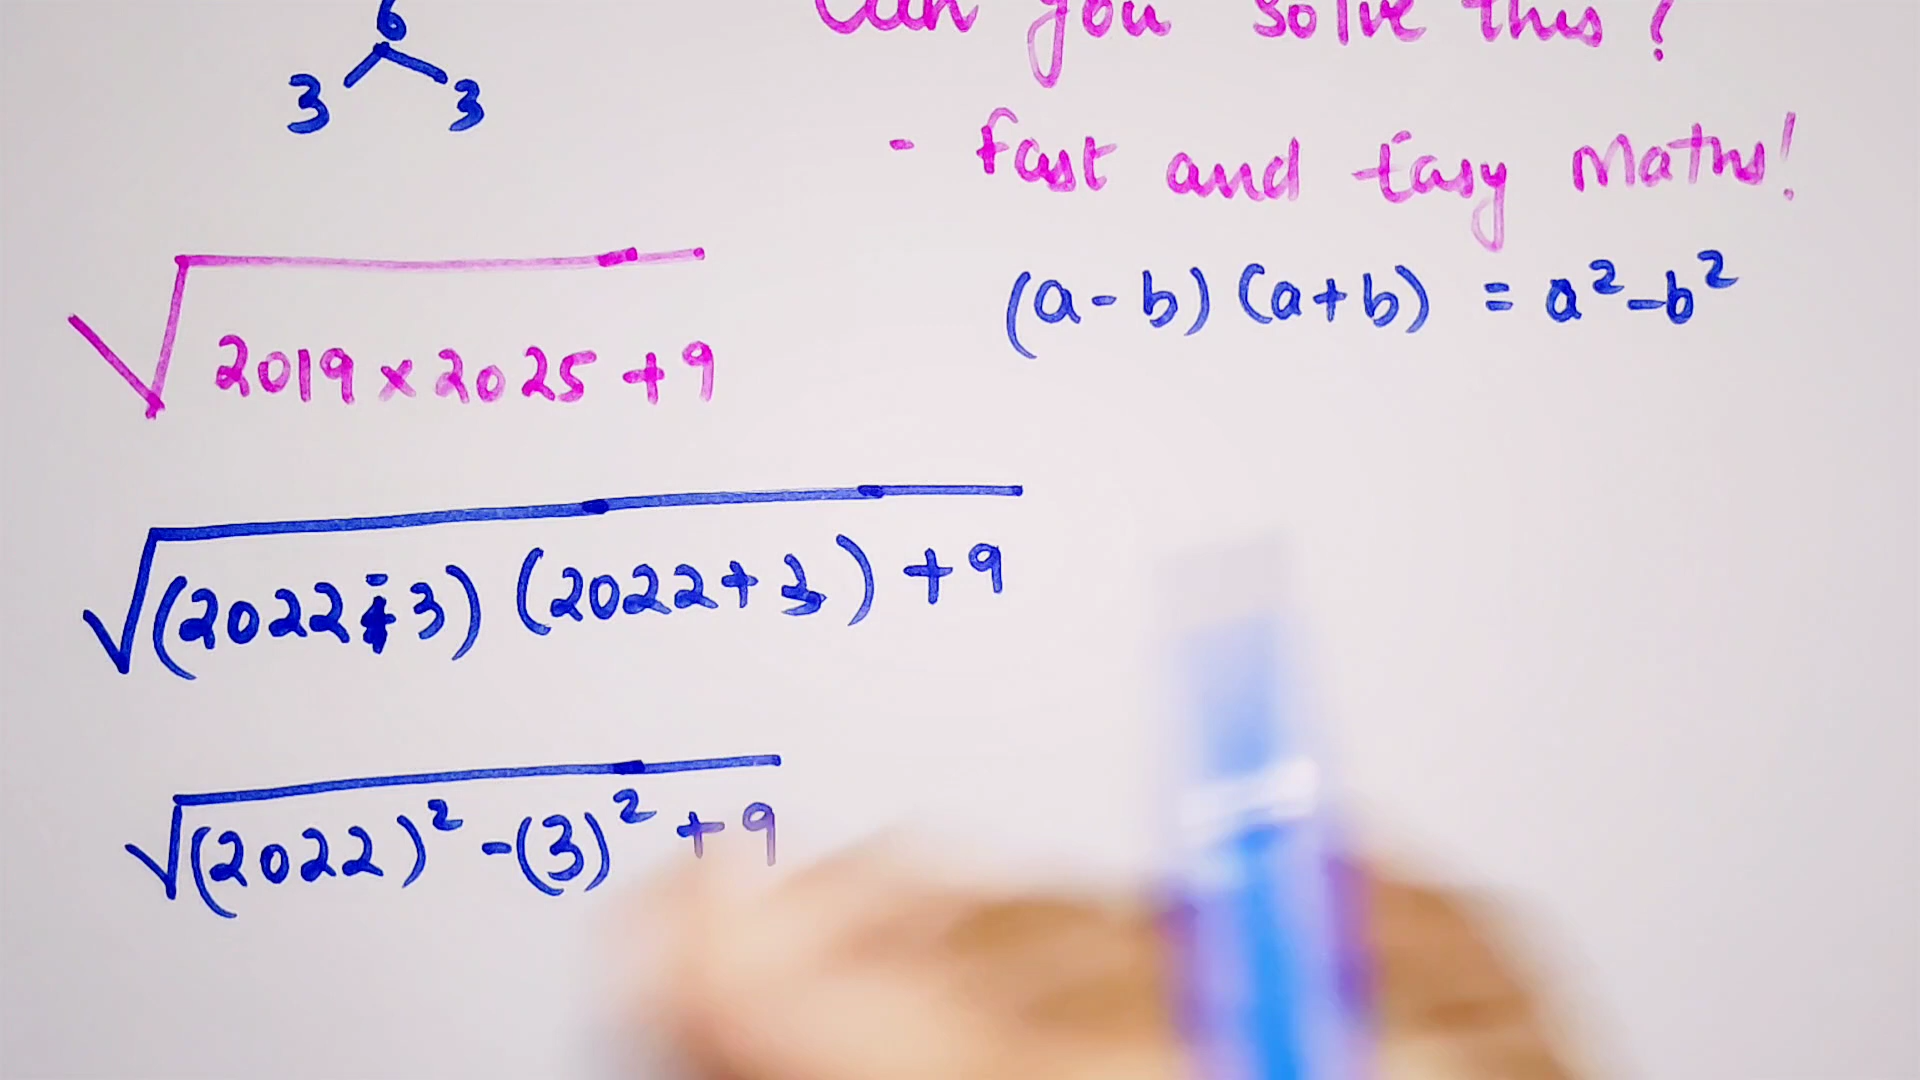 6
3 3
Can you solve this?
- Fast and Easy Maths!
√2019 × 2025 + 9
(a - b) (a + b) = a² - b²
√(2022 - 3) (2022 + 3) + 9
√(2022)² - (3)² + 9